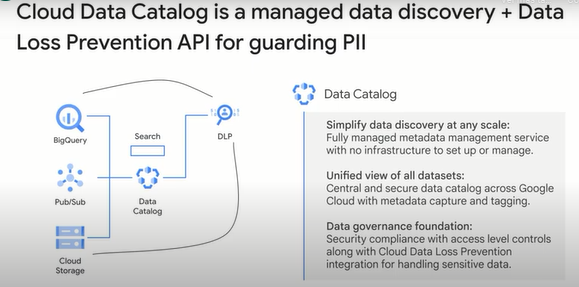 Cloud Data Catalog is a managed data discovery + Data
Loss Prevention API for guarding PII
BigQuery
Pub/Sub
Cloud
Storage
Search
Data
Catalog
DLP
Data Catalog
Simplify data discovery at any scale:
Fully managed metadata management service
with no infrastructure to set up or manage.
Unified view of all datasets:
Central and secure data catalog across Google
Cloud with metadata capture and tagging.
Data governance foundation:
Security compliance with access level controls
along with Cloud Data Loss Prevention
integration for handling sensitive data.